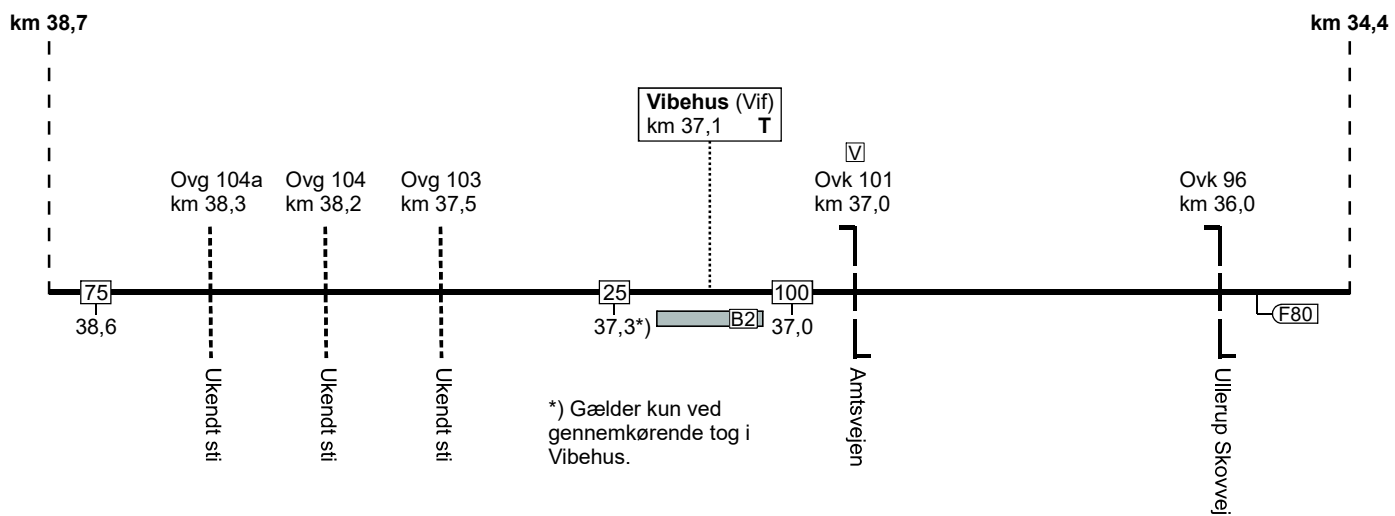 km 38,7
km 34,4
Vibehus (Vif)
km 37,1 T
V
Ovg 104a
km 38,3
Ovg 104
km 38,2
Ovg 103
km 37,5
Ovk 101
km 37,0
Ovk 96
km 36,0
75
38,6
25
37,3*)
B2
100
37,0
F80
Ukendt sti
Ukendt sti
Ukendt sti
Amtsvejen
Ullerup Skovvej
*) Gælder kun ved
gennemkørende tog i
Vibehus.